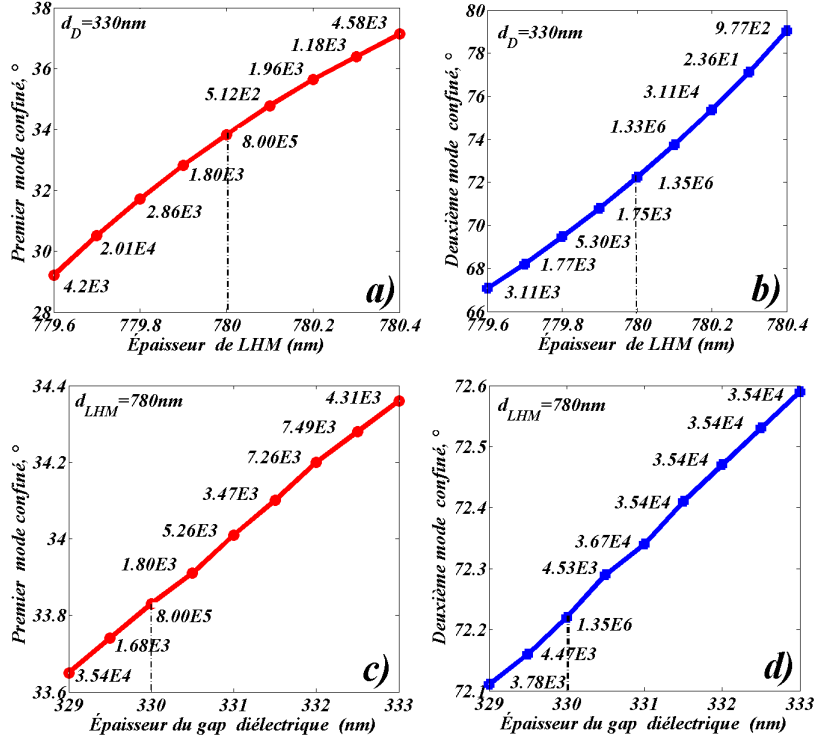 38
36
34
32
30
28
Premier mode confiné, °
d_D=330nm
4.58E3
1.18E3
1.96E3
5.12E2
8.00E5
1.80E3
2.86E3
2.01E4
4.2E3
a)
779.6 779.8 780 780.2 780.4
Épaisseur de LHM (nm)
80
78
76
74
72
70
68
66
Deuxième mode confiné, °
d_D=330nm
9.77E2
2.36E1
3.11E4
1.33E6
1.35E6
1.75E3
5.30E3
1.77E3
3.11E3
b)
779.6 779.8 780 780.2 780.4
Épaisseur de LHM (nm)
34.4
34.2
34
33.8
33.6
Premier mode confiné, °
d_LHM=780nm
4.31E3
7.49E3
7.26E3
3.47E3
5.26E3
1.80E3
8.00E5
1.68E3
3.54E4
c)
329 330 331 332 333
Épaisseur du gap diélectrique (nm)
72.6
72.5
72.4
72.3
72.2
72.1
Deuxième mode confiné, °
d_LHM=780nm
3.54E4
3.54E4
3.54E4
3.54E4
3.67E4
4.53E3
1.35E6
4.47E3
3.78E3
d)
329 330 331 332 333
Épaisseur du gap diélectrique (nm)